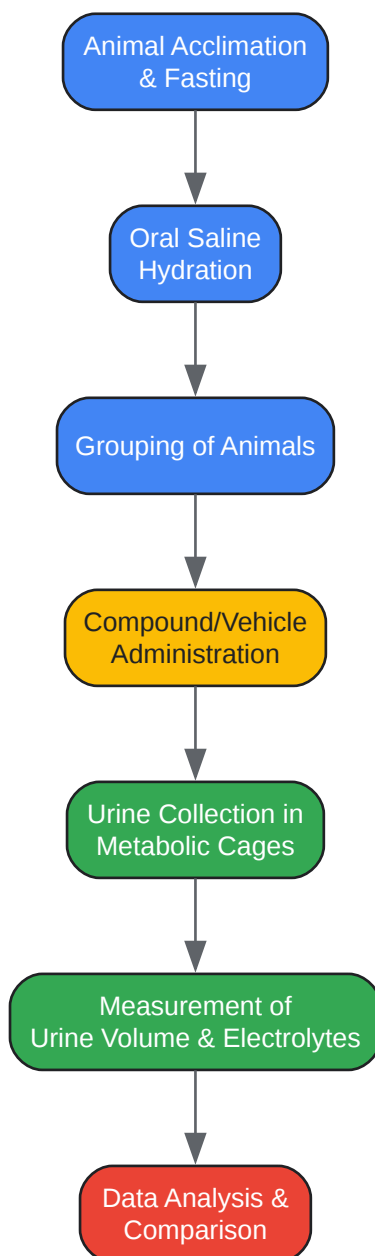 Animal Acclimation
& Fasting
Oral Saline
Hydration
Grouping of Animals
Compound/Vehicle
Administration
Urine Collection in
Metabolic Cages
Measurement of
Urine Volume & Electrolytes
Data Analysis &
Comparison